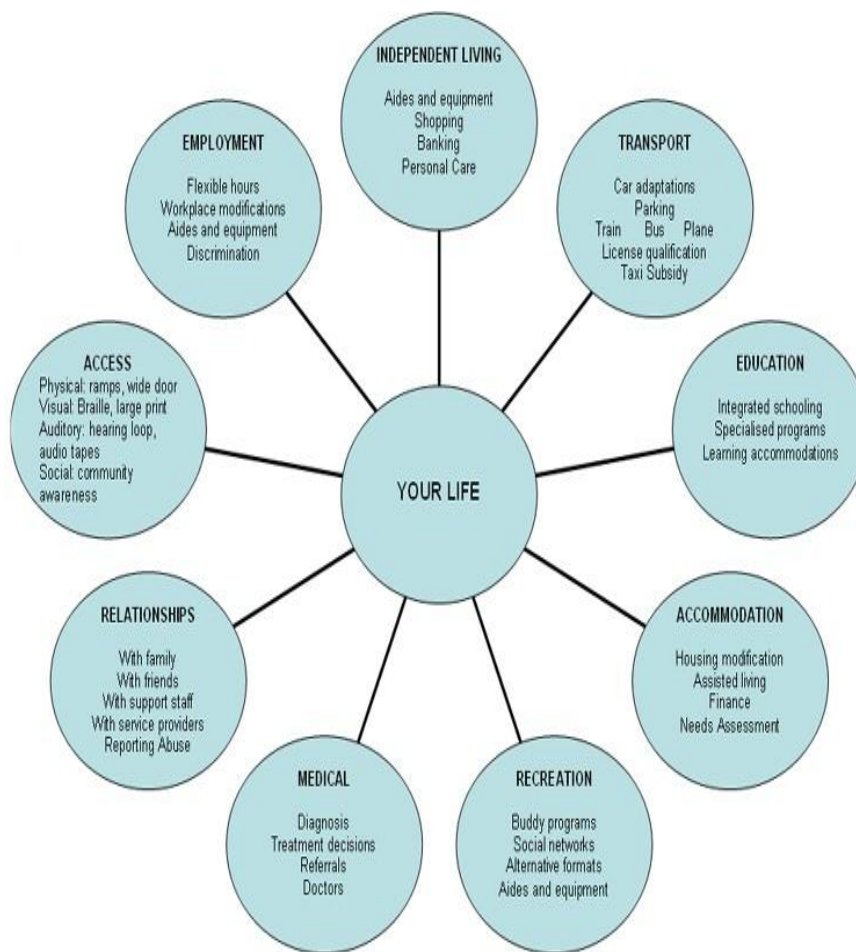 INDEPENDENT LIVING
Aides and equipment
Shopping
Banking
Personal Care
TRANSPORT
Car adaptations
Parking
Train Bus Plane
License qualification
Taxi Subsidy
EDUCATION
Integrated schooling
Specialised programs
Learning accommodations
ACCOMMODATION
Housing modification
Assisted living
Finance
Needs Assessment
RECREATION
Buddy programs
Social networks
Alternative formats
Aides and equipment
MEDICAL
Diagnosis
Treatment decisions
Referrals
Doctors
RELATIONSHIPS
With family
With friends
With support staff
With service providers
Reporting Abuse
ACCESS
Physical: ramps, wide door
Visual: Braille, large print
Auditory: hearing loop,
audio tapes
Social: community
awareness
EMPLOYMENT
Flexible hours
Workplace modifications
Aides and equipment
Discrimination
YOUR LIFE